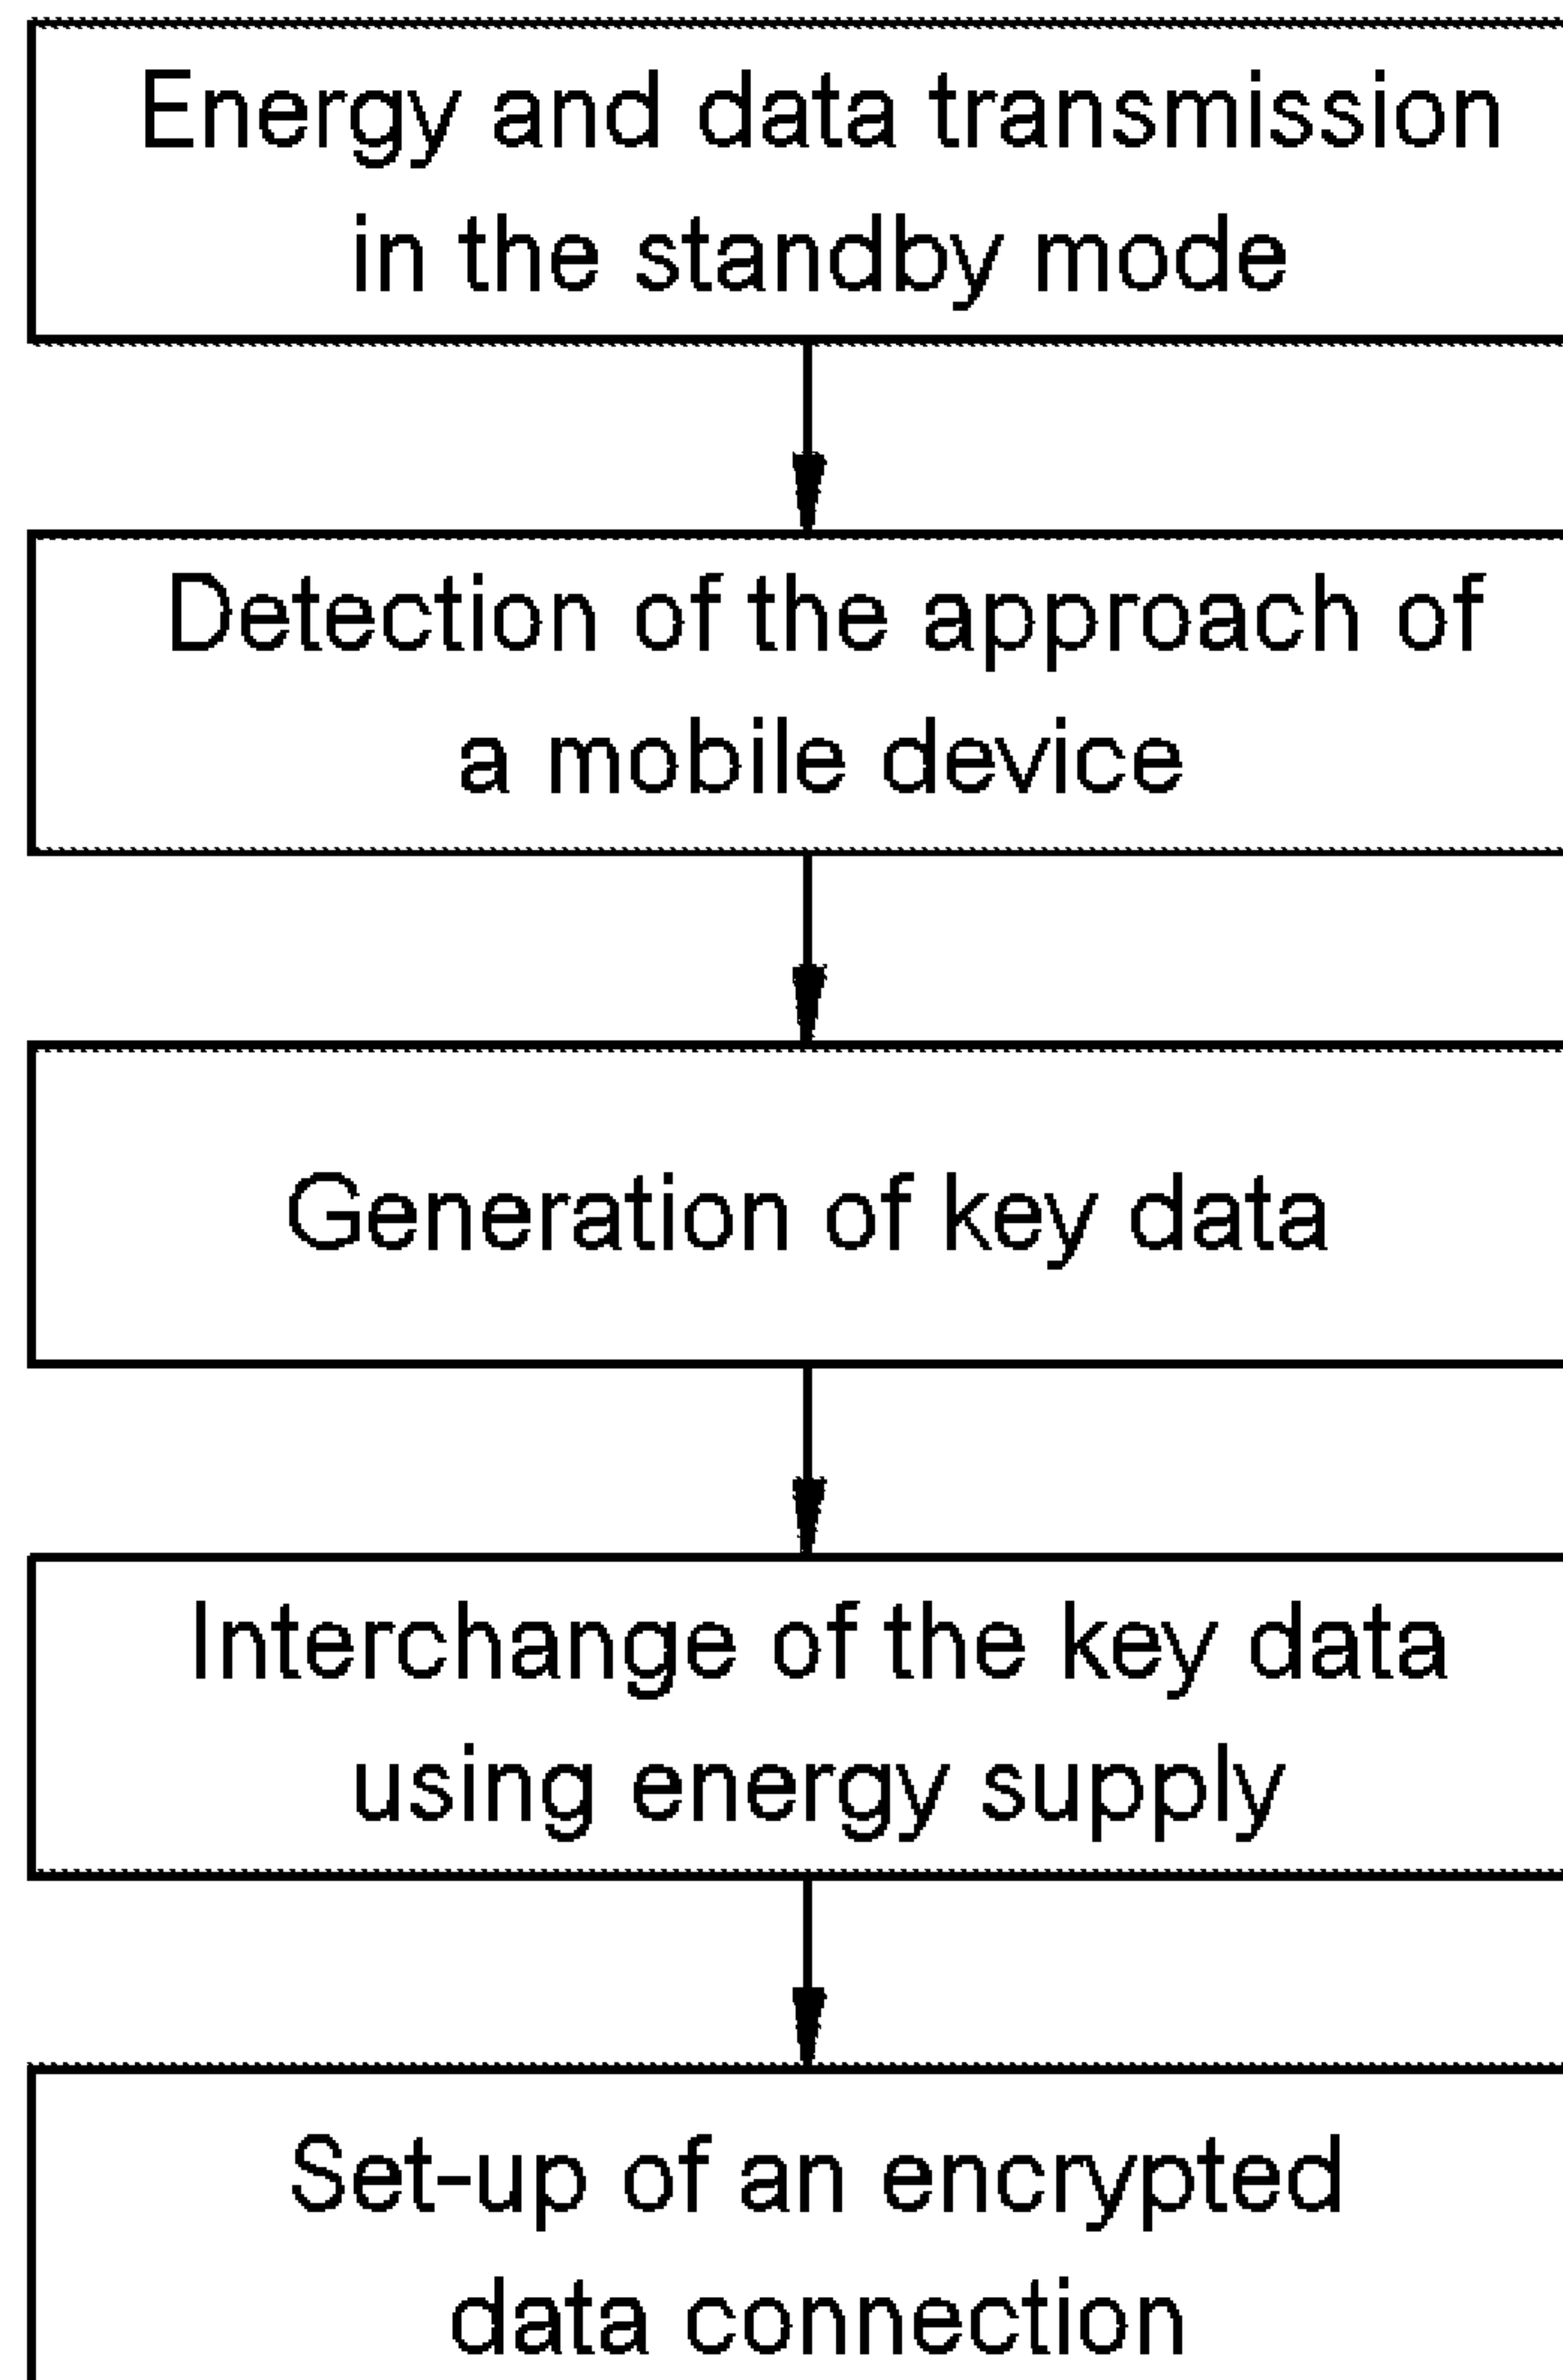 Energy and data transmission
in the standby mode
Detection of the approach of
a mobile device
Generation of key data
Interchange of the key data
using energy supply
Set-up of an encrypted
data connection